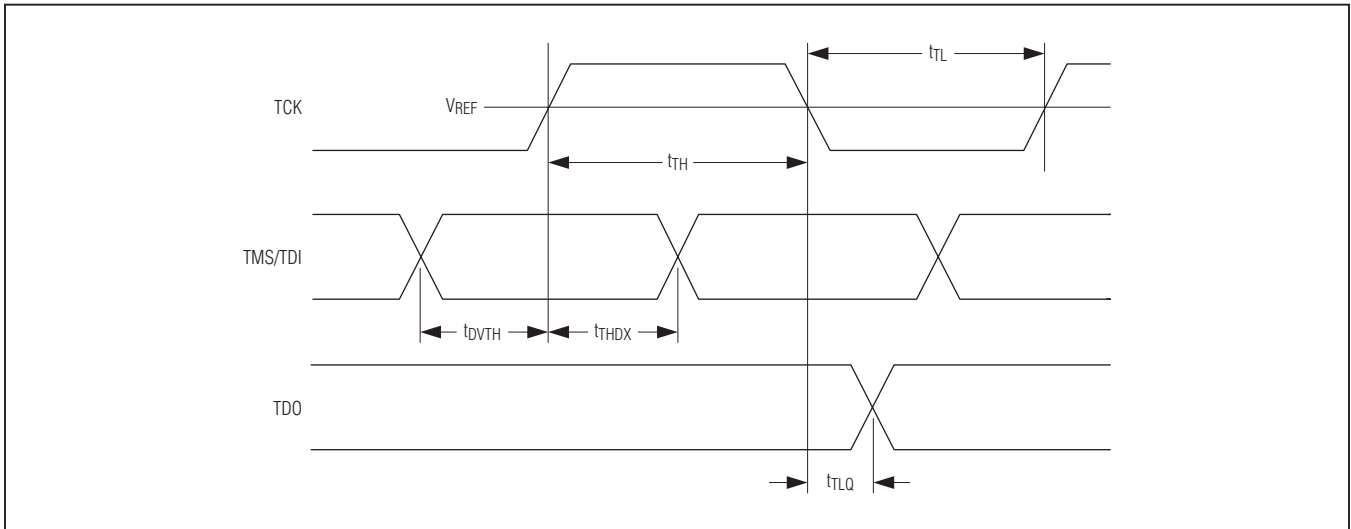 tTL
TCK
VREF
tTH
TMS/TDI
tDVTH
tTHDX
TDO
tTLQ